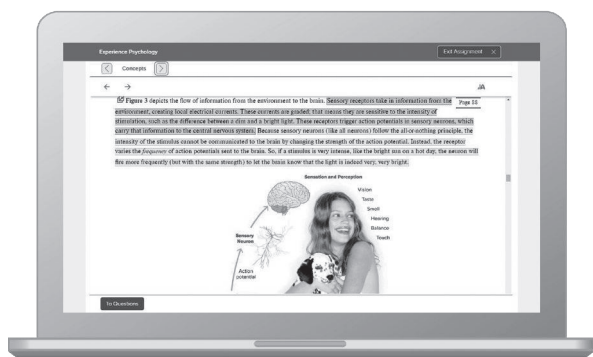 Experience Psychology
Exit Assignment X
< Concepts >
← → AA
Figure 3 depicts the flow of information from the environment to the brain. Sensory receptors take in information from the
Page 88
environment, creating local electrical currents. These currents are graded; that means they are sensitive to the intensity of
stimulation, such as the difference between a dim and a bright light. These receptors trigger action potentials in sensory neurons, which
carry that information to the central nervous system. Because sensory neurons (like all neurons) follow the all-or-nothing principle, the
intensity of the stimulus cannot be communicated to the brain by changing the strength of the action potential. Instead, the receptor
varies the frequency of action potentials sent to the brain. So, if a stimulus is very intense, like the bright sun on a hot day, the neuron will
fire more frequently (but with the same strength) to let the brain know that the light is indeed very, very bright.
Sensation and Perception
Vision
Taste
Smell
Hearing
Balance
Touch
Sensory
Neuron
Action
potential
To Questions